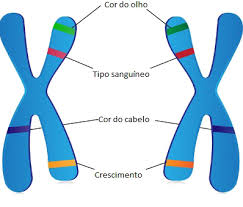 Cor do olho
Tipo sanguíneo
Cor do cabelo
Crescimento